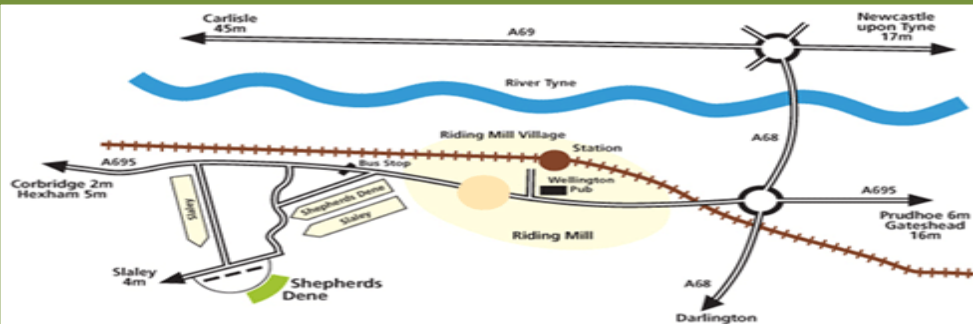 Carlisle
45m
A69
Newcastle
upon Tyne
17m
River Tyne
A68
Riding Mill Village
Station
A695
Bus Stop
Wellington
Pub
Corbridge 2m
Hexham 5m
Slaley
Shepherds Dene
Slaley
A695
Prudhoe 6m
Gateshead
16m
Riding Mill
Slaley
4m
Shepherds
Dene
A68
Darlington